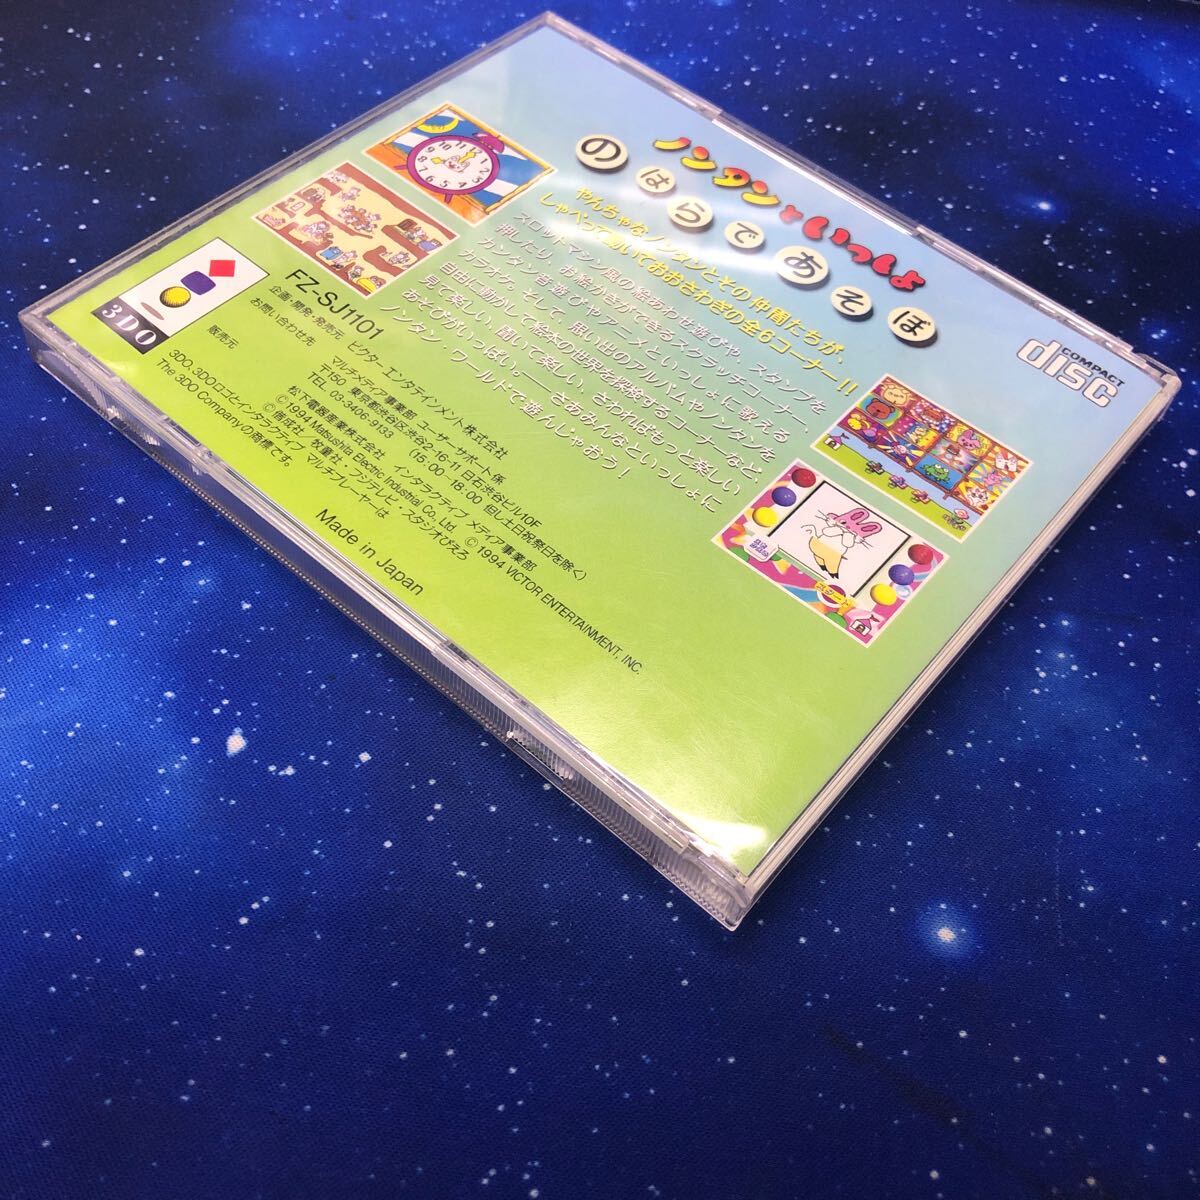 ノンタンといっしょ
のはらであそぼ
COMPACT
disc
やんちゃなノンタンとその仲間たちが、
しゃべって動いておおさわぎの全6コーナー!!
スロットマシン風の絵あわせ遊びや、スタンプを
押したり、お絵かきができるスクラッチコーナー、
カンタン音遊びやアニメといっしょに歌える
カラオケ。そして、思い出のアルバムやノンタンを
自由に動かして絵本の世界を探検するコーナーなど、
見て楽しい、聞いて楽しい、さわればもっと楽しい
あそびがいっぱい。——さあみんなといっしょに
ノンタン・ワールドで遊んじゃおう!
スタート
3DO
FZ-SJ1101
企画・開発・発売元 ビクターエンタテインメント株式会社
お問い合わせ先 マルチメディア事業部 ユーザーサポート係
〒150 東京都渋谷区渋谷2-16-11 日石渋谷ビル10F
TEL. 03-3406-9133 (15:00-18:00 但し土日祝祭日を除く)
販売元 松下電器産業株式会社 インタラクティブ メディア事業部
©1994 Matsushita Electric Industrial Co., Ltd. ©1994 VICTOR ENTERTAINMENT, INC.
©偕成社/牧童社・フジテレビ・スタジオぴえろ
3DO、3DOロゴとインタラクティブ マルチプレーヤーは
The 3DO Companyの商標です。
Made in Japan